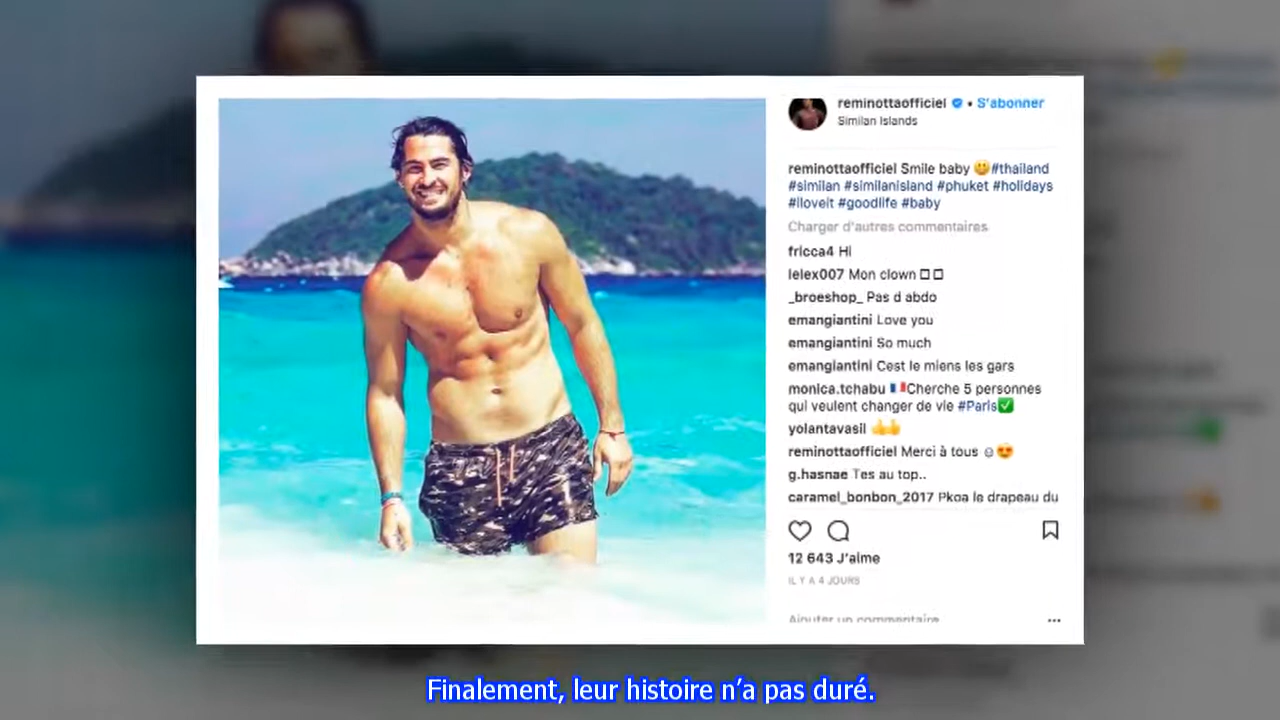 reminottaofficiel • S'abonner
Similan Islands
reminottaofficiel Smile baby 😀#thailand
#similan #similanisland #phuket #holidays
#iloveit #goodlife #baby
Charger d'autres commentaires
fricca4 Hi
lelex007 Mon clown
_broeshop_ Pas d abdo
emangiantini Love you
emangiantini So much
emangiantini Cest le miens les gars
monica.tchabu 🇫🇷Cherche 5 personnes
qui veulent changer de vie #Paris✅
yolantavasil 👍👍
reminottaofficiel Merci à tous ☺😍
g.hasnae Tes au top..
caramel_bonbon_2017 Pkoa le drapeau du
12 643 J'aime
IL Y A 4 JOURS
Ajouter un commentaire
Finalement, leur histoire n'a pas duré.